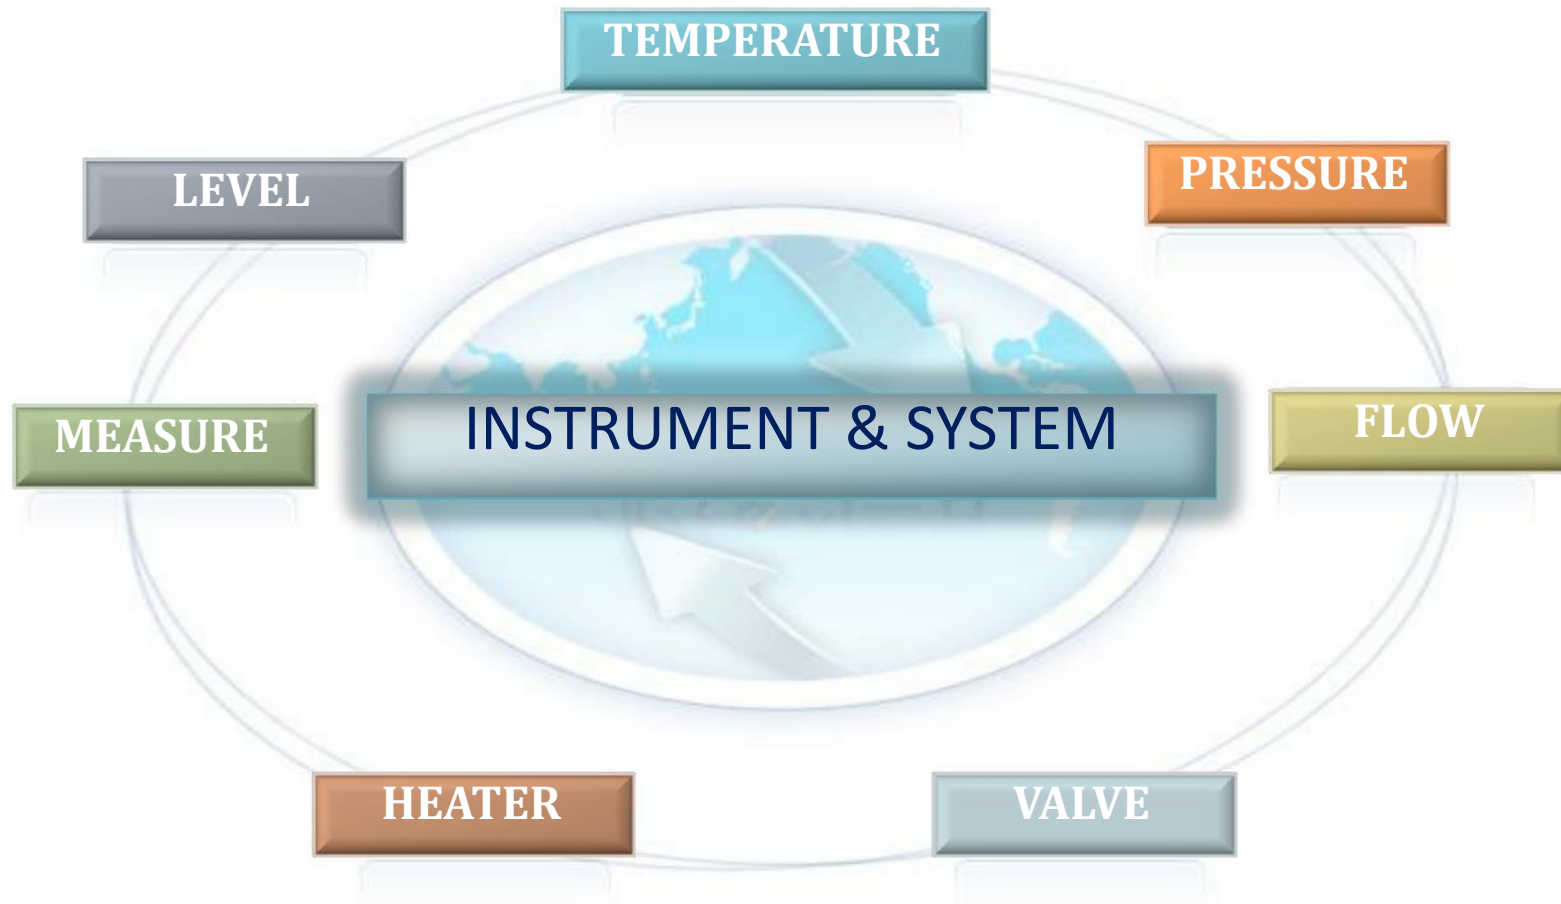 TEMPERATURE
PRESSURE
LEVEL
INSTRUMENT & SYSTEM
FLOW
MEASURE
HEATER
VALVE